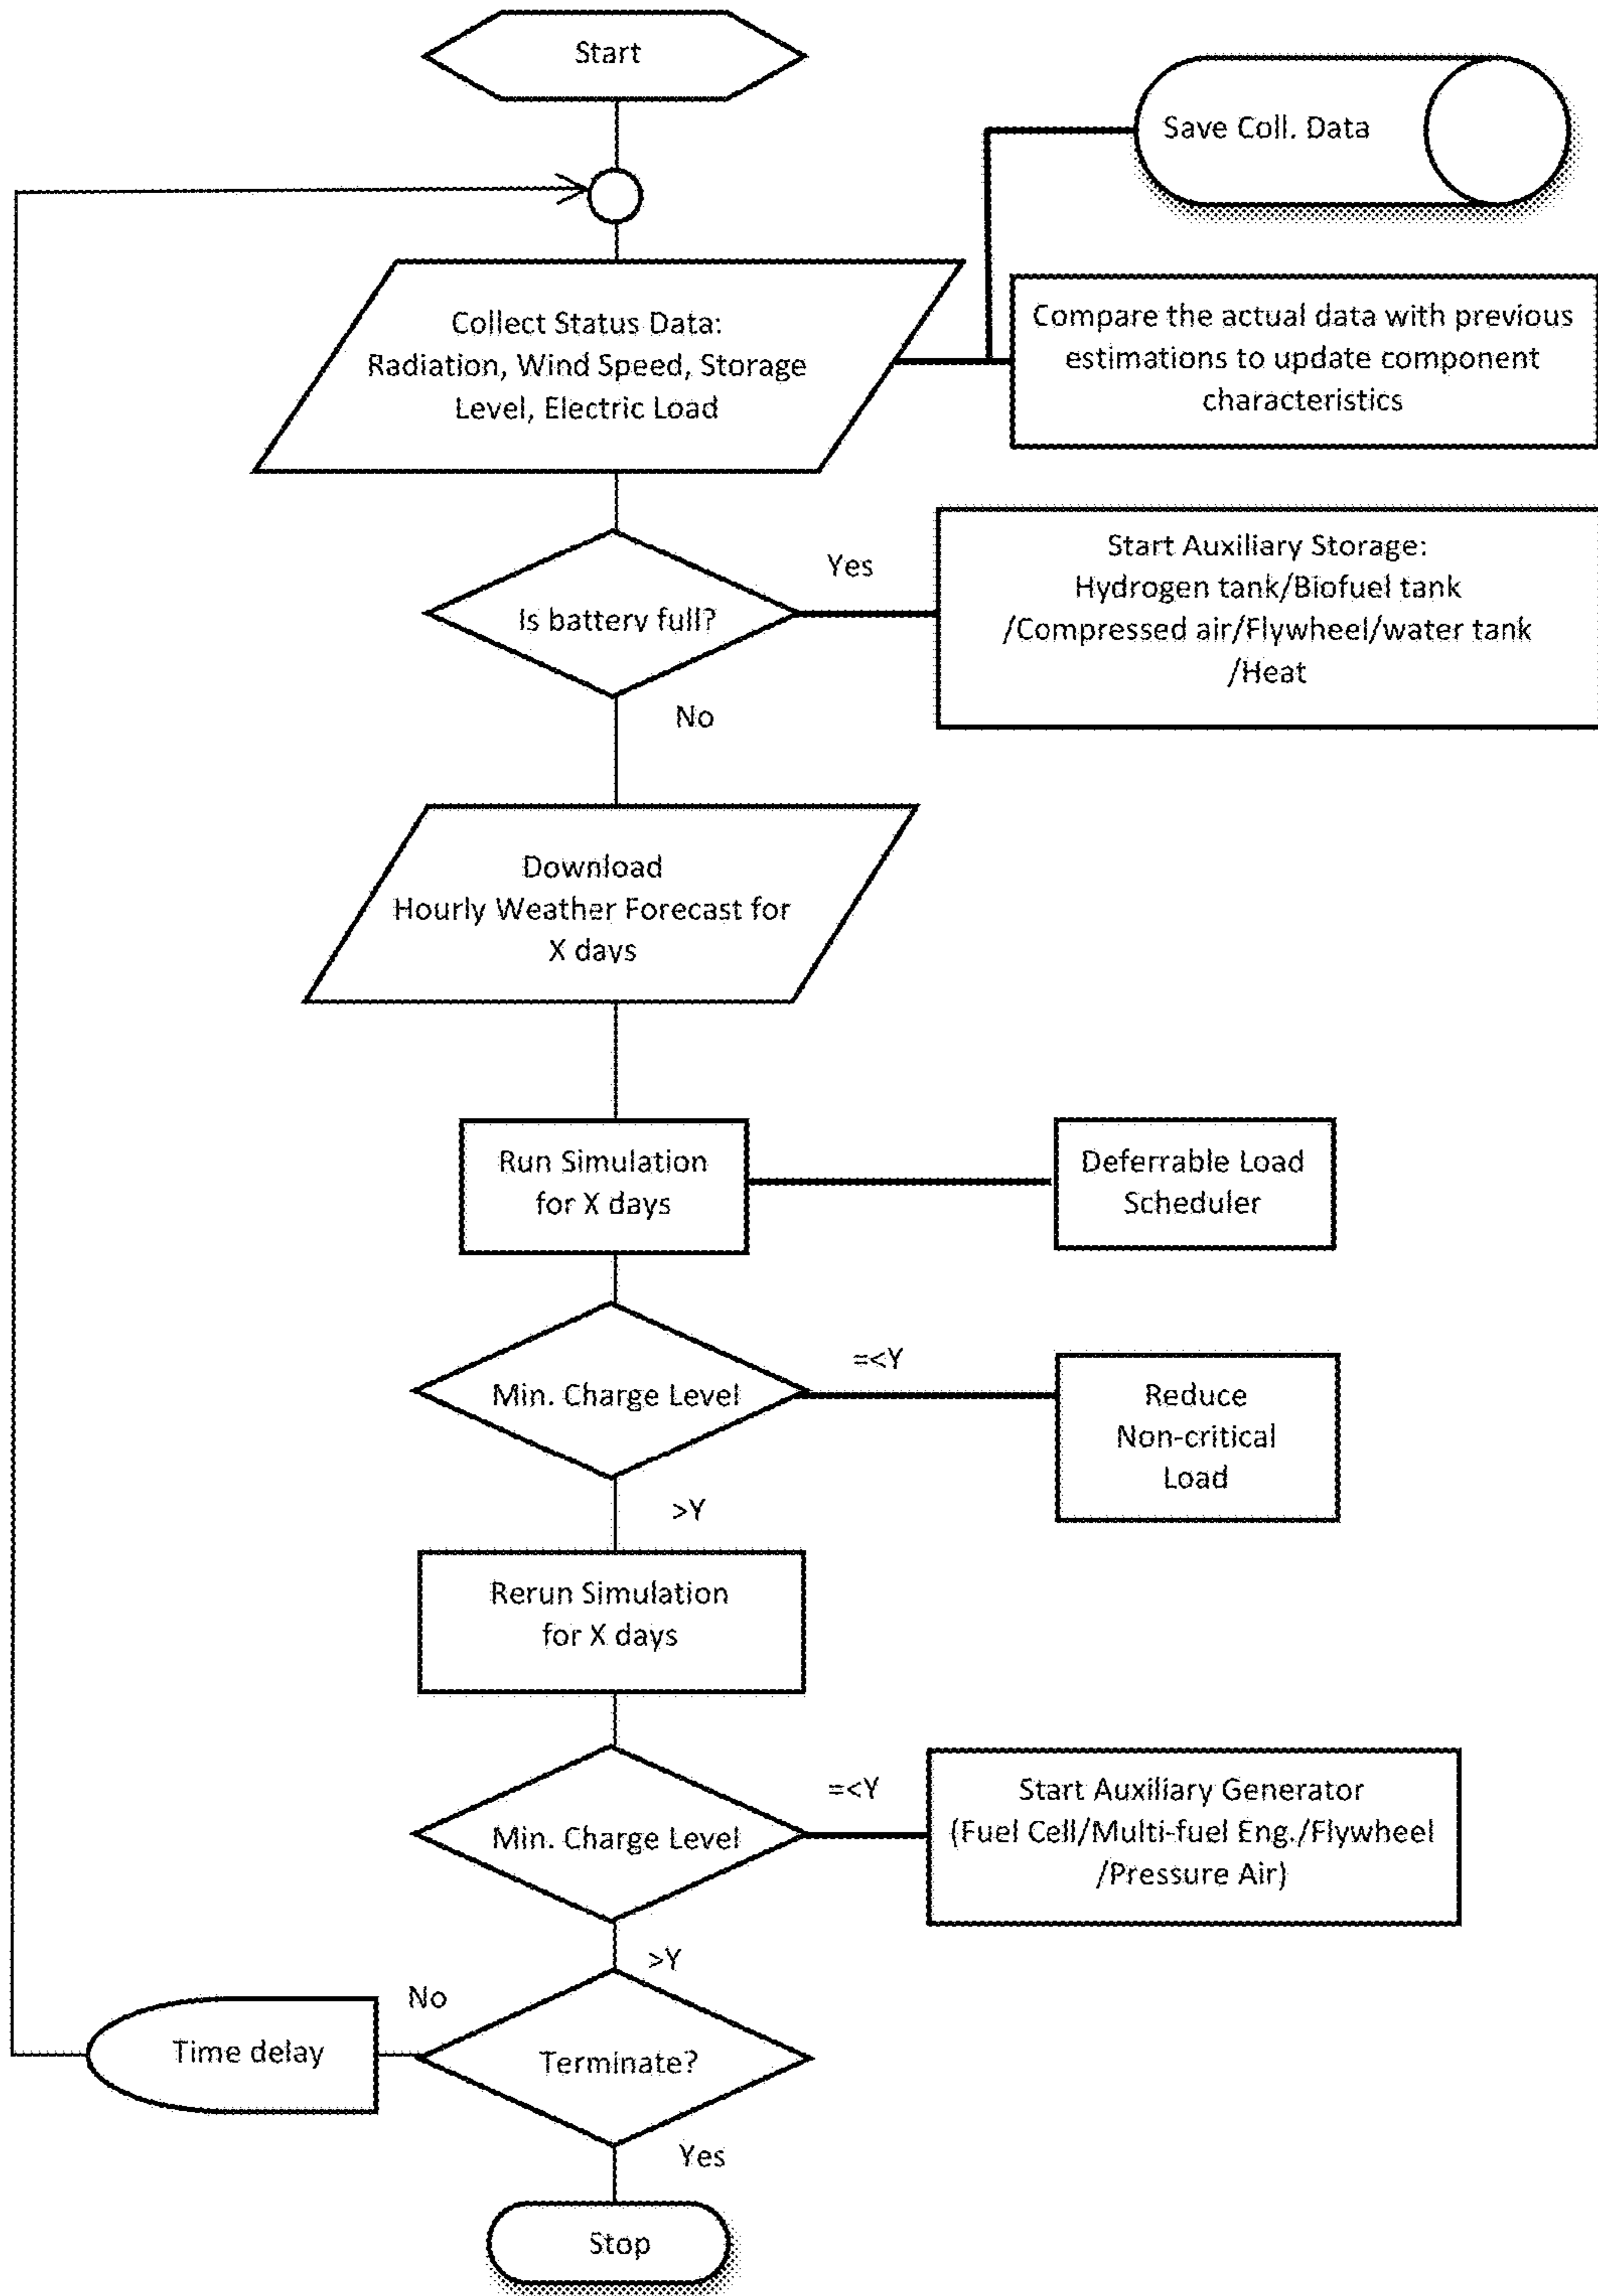 Start
Save Coll. Data
Collect Status Data:
Radiation, Wind Speed, Storage
Level, Electric Load
Compare the actual data with previous
estimations to update component
characteristics
Is battery full?
Yes
Start Auxiliary Storage:
Hydrogen tank/Biofuel tank
/Compressed air/Flywheel/water tank
/Heat
No
Download
Hourly Weather Forecast for
X days
Run Simulation
for X days
Deferrable Load
Scheduler
Min. Charge Level
=<Y
Reduce
Non-critical
Load
>Y
Rerun Simulation
for X days
Min. Charge Level
=<Y
Start Auxiliary Generator
(Fuel Cell/Multi-fuel Eng./Flywheel
/Pressure Air)
>Y
No
Time delay
Terminate?
Yes
Stop